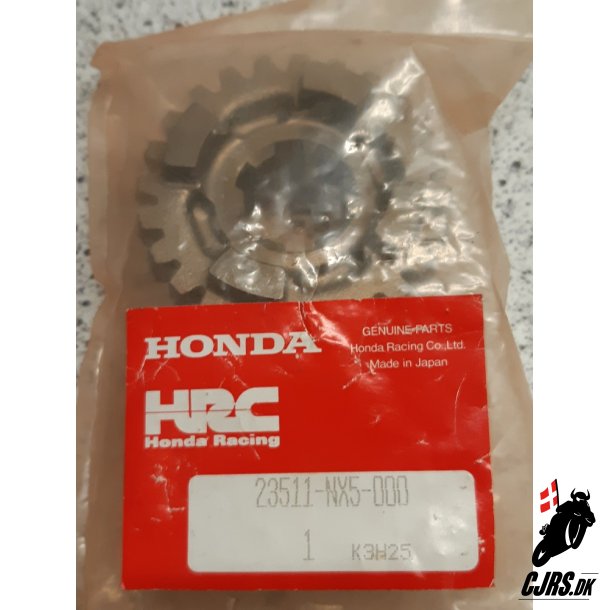 HONDA
GENUINE PARTS
Honda Racing Co.,Ltd.
Made in Japan
HRC
Honda Racing
23511-NX5-000
1 K3H25
CJRS.DK